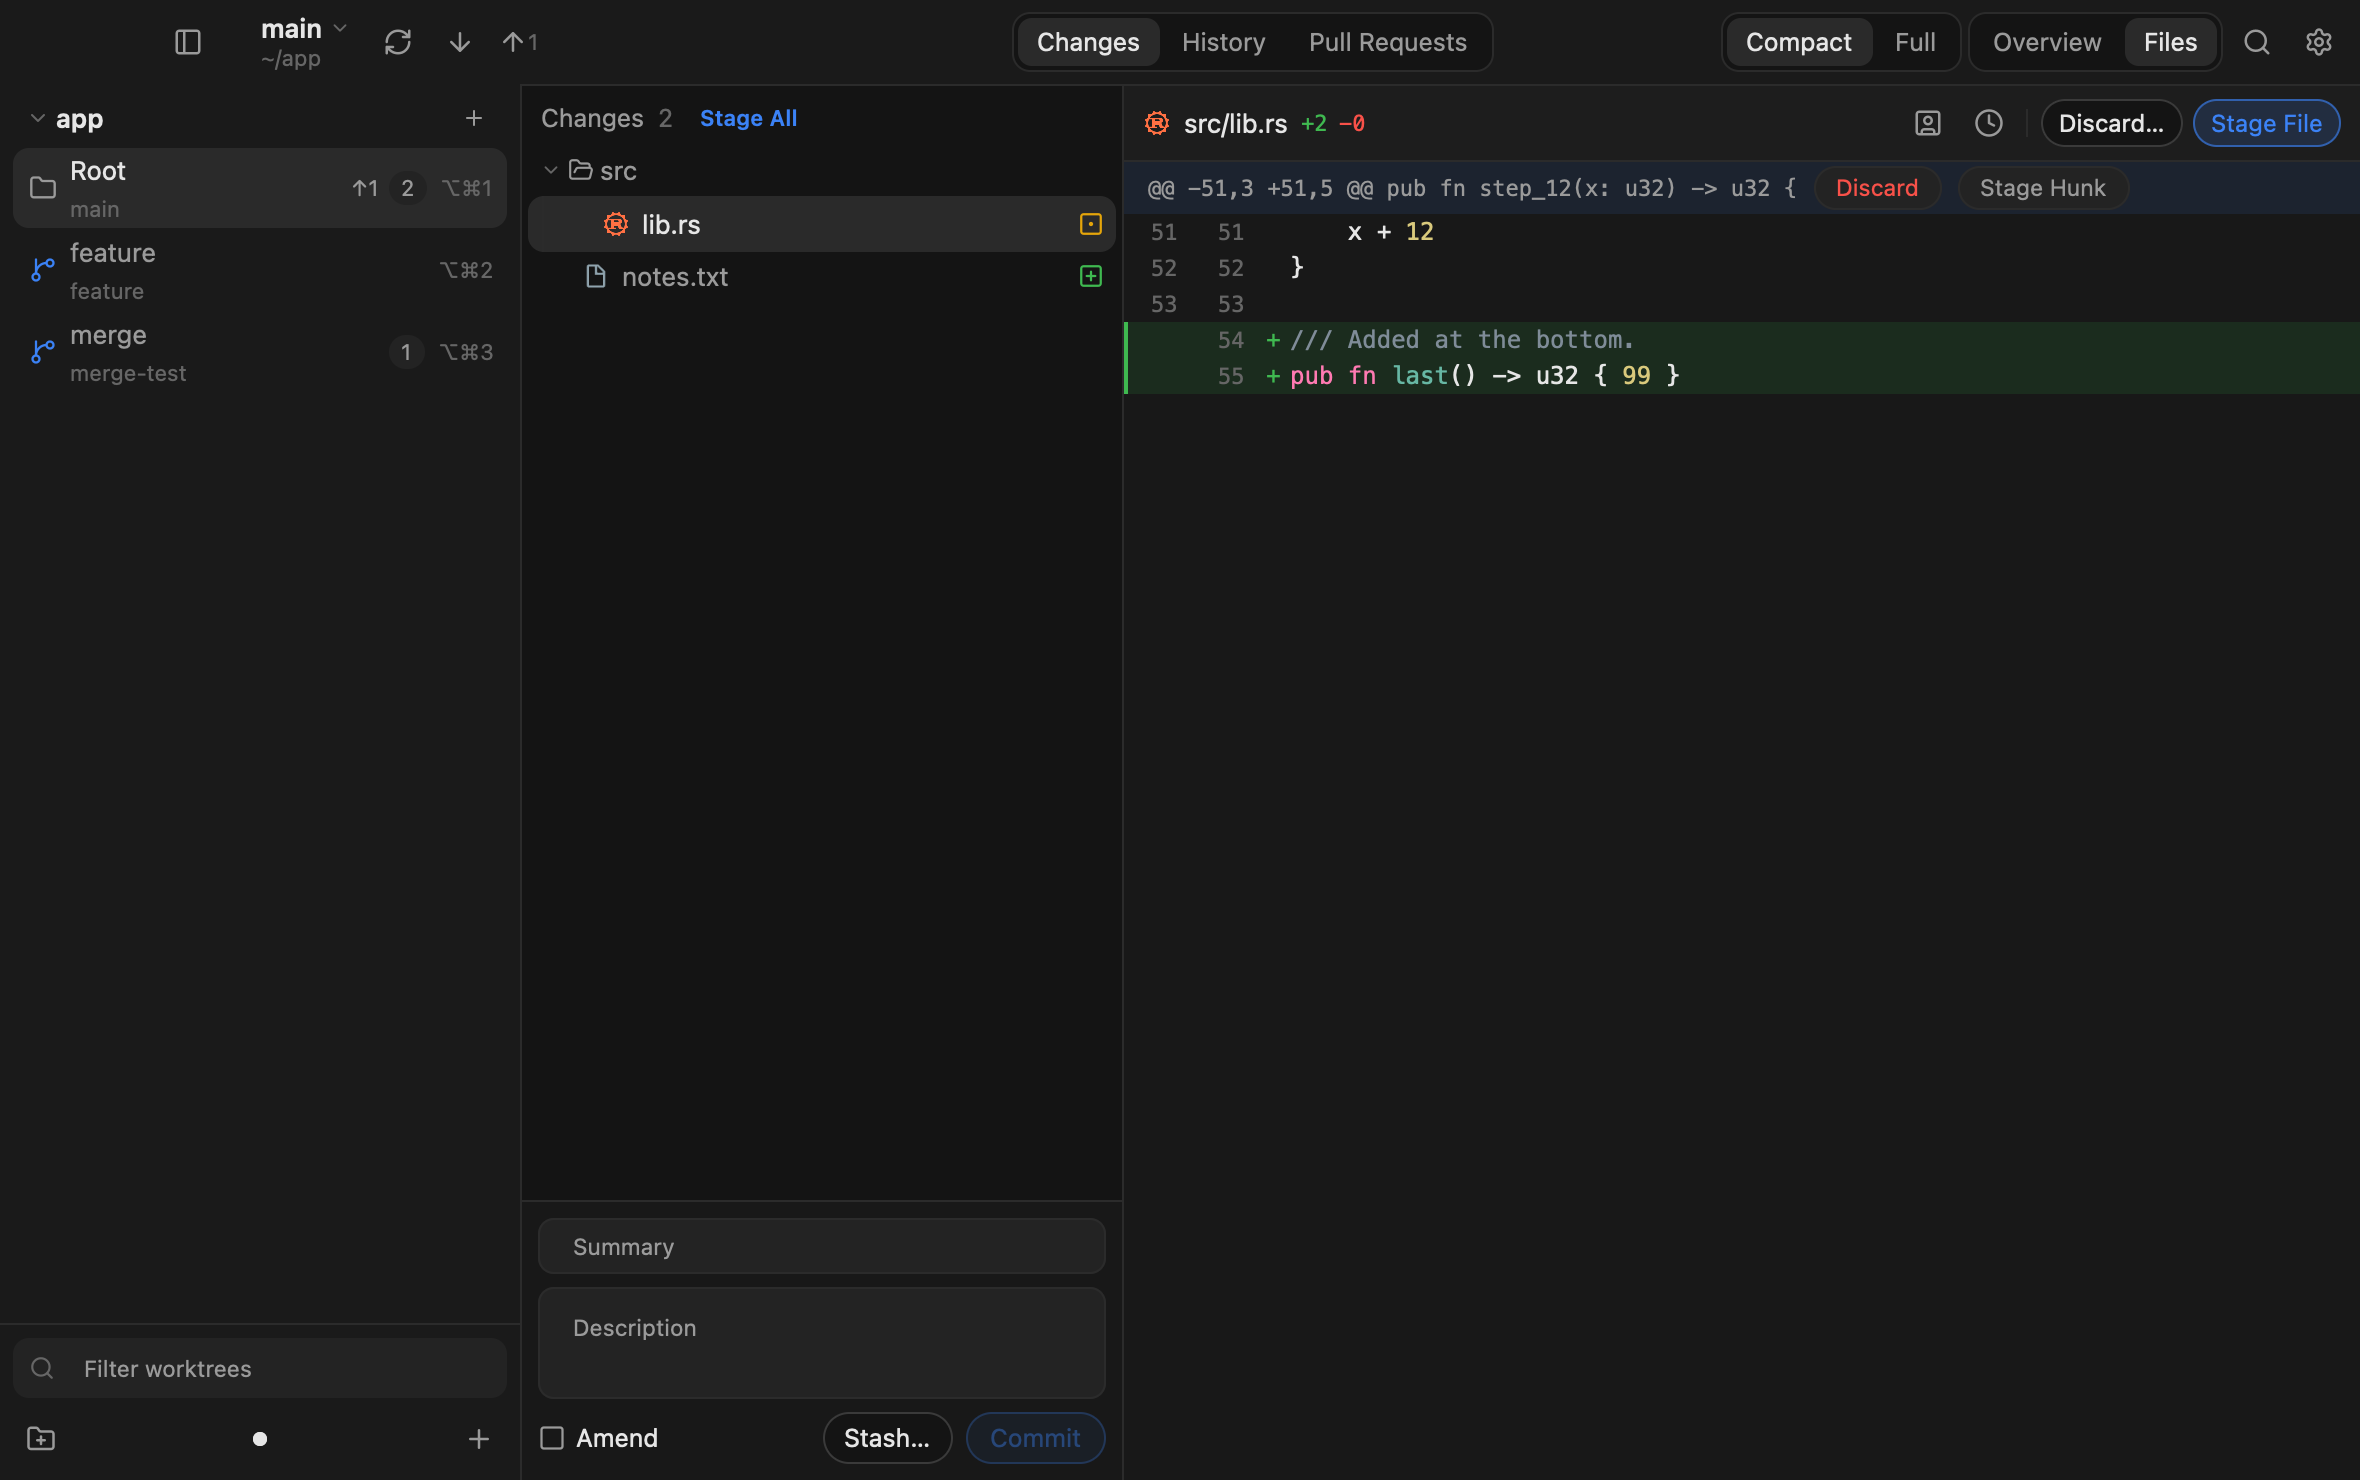 main
~/app
1
Changes History Pull Requests
Compact Full
Overview Files
app
Root
main
↑1 2 ⌥⌘1
feature
feature
⌥⌘2
merge
merge-test
1 ⌥⌘3
Filter worktrees
Changes 2 Stage All
src
lib.rs
notes.txt
Summary
Description
Amend
Stash...
Commit
src/lib.rs +2 −0
Discard...
Stage File
@@ -51,3 +51,5 @@ pub fn step_12(x: u32) -> u32 {
Discard
Stage Hunk
51 51 x + 12
52 52 }
53 53
54 + /// Added at the bottom.
55 + pub fn last() -> u32 { 99 }